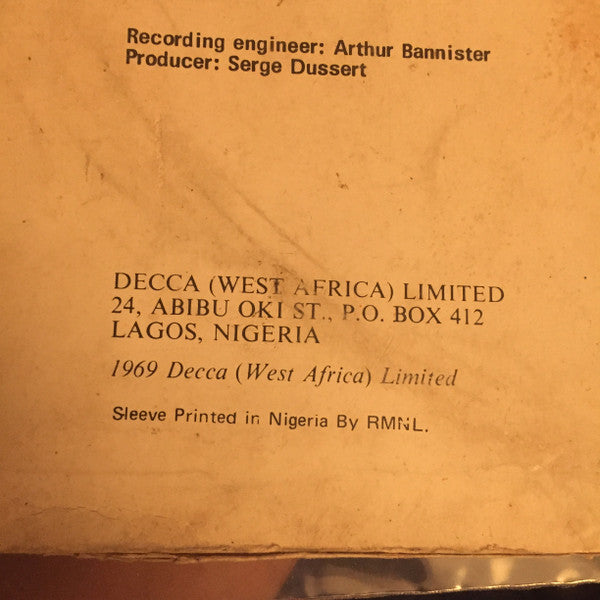 Recording engineer: Arthur Bannister
Producer: Serge Dussert
DECCA (WEST AFRICA) LIMITED
24, ABIBU OKI ST., P.O. BOX 412
LAGOS, NIGERIA
1969 Decca (West Africa) Limited
Sleeve Printed in Nigeria By RMNL.